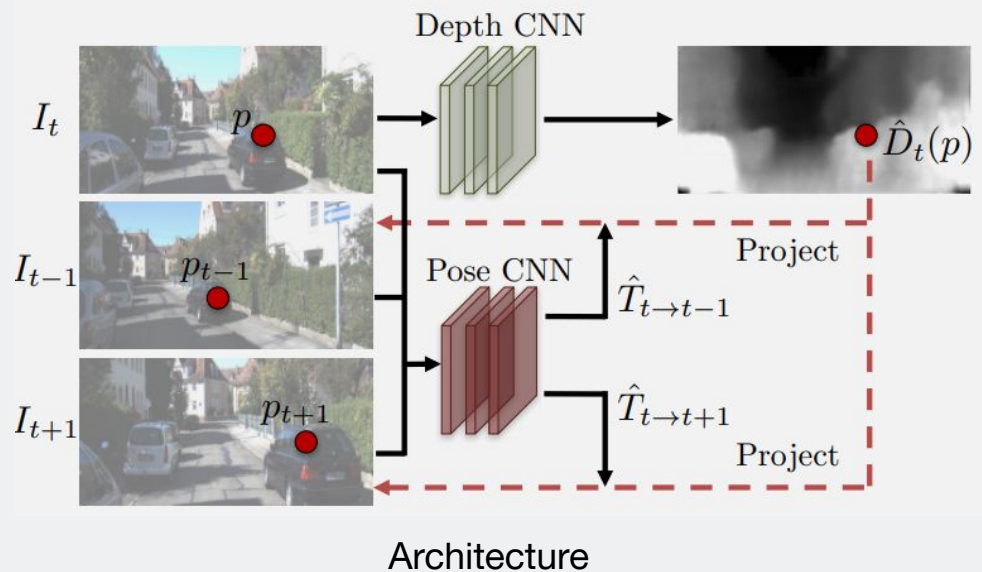 Depth CNN
I_t
p
D̂_t(p)
Project
I_{t-1}
p_{t-1}
Pose CNN
T̂_{t→t-1}
I_{t+1}
p_{t+1}
T̂_{t→t+1}
Project
Architecture